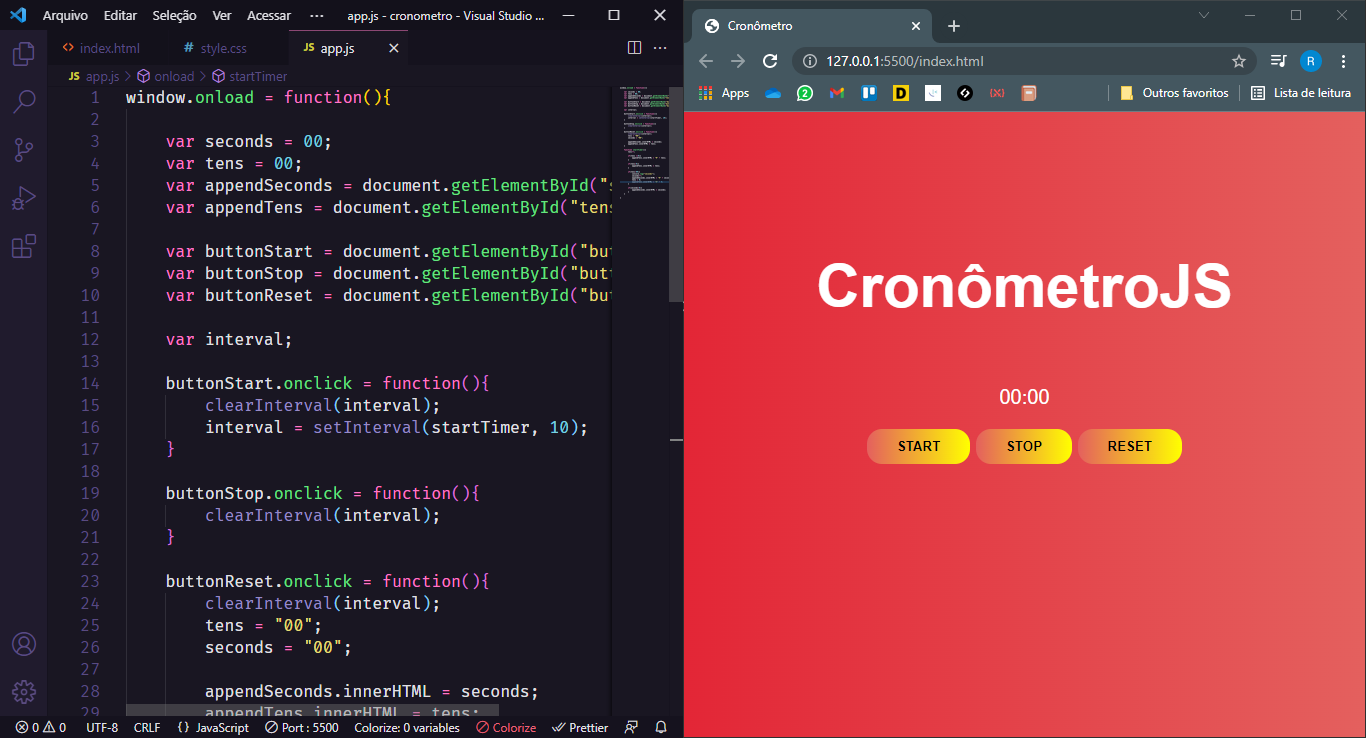 Arquivo Editar Seleção Ver Acessar ··· app.js - cronometro - Visual Studio ...
index.html style.css JS app.js
JS app.js > onload > startTimer
1 window.onload = function(){
2
3 var seconds = 00;
4 var tens = 00;
5 var appendSeconds = document.getElementById("s
6 var appendTens = document.getElementById("tens
7
8 var buttonStart = document.getElementById("but
9 var buttonStop = document.getElementById("butt
10 var buttonReset = document.getElementById("but
11
12 var interval;
13
14 buttonStart.onclick = function(){
15 clearInterval(interval);
16 interval = setInterval(startTimer, 10);
17 }
18
19 buttonStop.onclick = function(){
20 clearInterval(interval);
21 }
22
23 buttonReset.onclick = function(){
24 clearInterval(interval);
25 tens = "00";
26 seconds = "00";
27
28 appendSeconds.innerHTML = seconds;
29 appendTens.innerHTML = tens;
0 0 UTF-8 CRLF {} JavaScript Port : 5500 Colorize: 0 variables Colorize Prettier
Cronômetro
127.0.0.1:5500/index.html
R
Apps 2 D Outros favoritos Lista de leitura
CronômetroJS
00:00
START STOP RESET